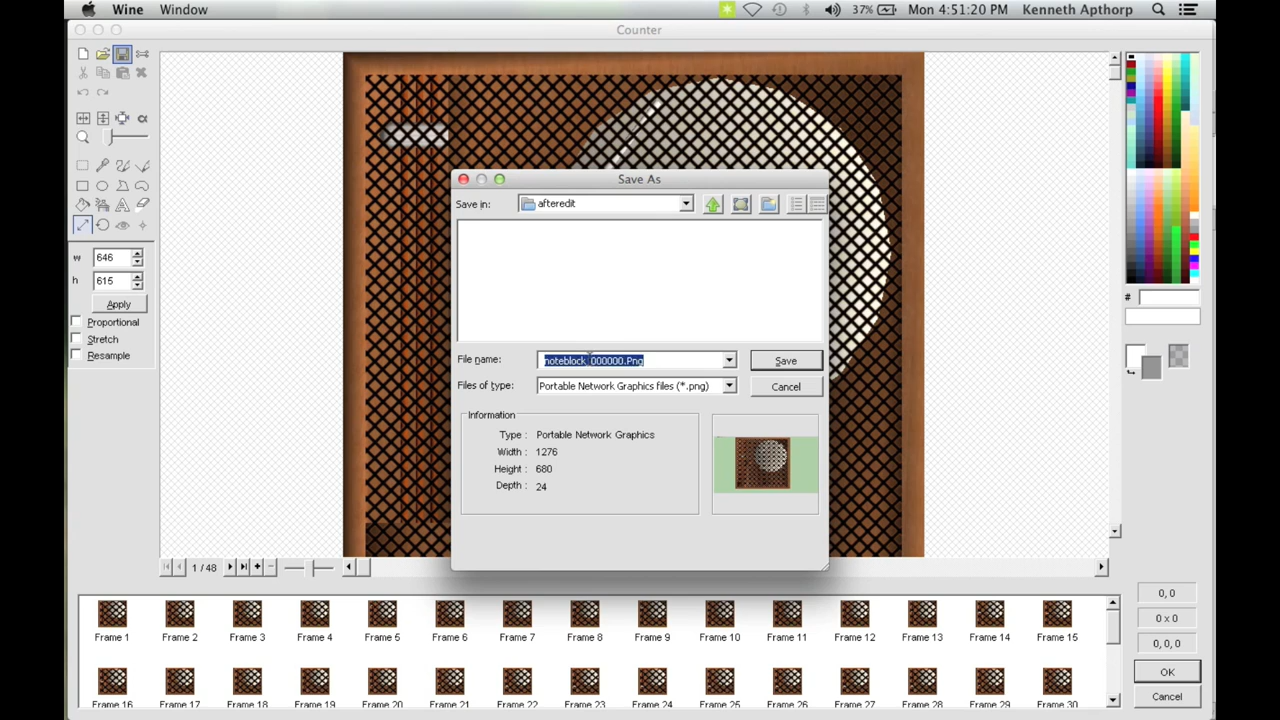 Wine Window 37% Mon 4:51:20 PM Kenneth Apthorp
Counter
Save As
Save in: afteredit
File name: noteblock_000000.Png Save
Files of type: Portable Network Graphics files (*.png) Cancel
Information
Type : Portable Network Graphics
Width : 1276
Height : 680
Depth : 24
w 646
h 615
Apply
Proportional
Stretch
Resample
#
1 / 48
0, 0
0 x 0
0, 0, 0
OK
Cancel
Frame 1 Frame 2 Frame 3 Frame 4 Frame 5 Frame 6 Frame 7 Frame 8 Frame 9 Frame 10 Frame 11 Frame 12 Frame 13 Frame 14 Frame 15
Frame 16 Frame 17 Frame 18 Frame 19 Frame 20 Frame 21 Frame 22 Frame 23 Frame 24 Frame 25 Frame 26 Frame 27 Frame 28 Frame 29 Frame 30